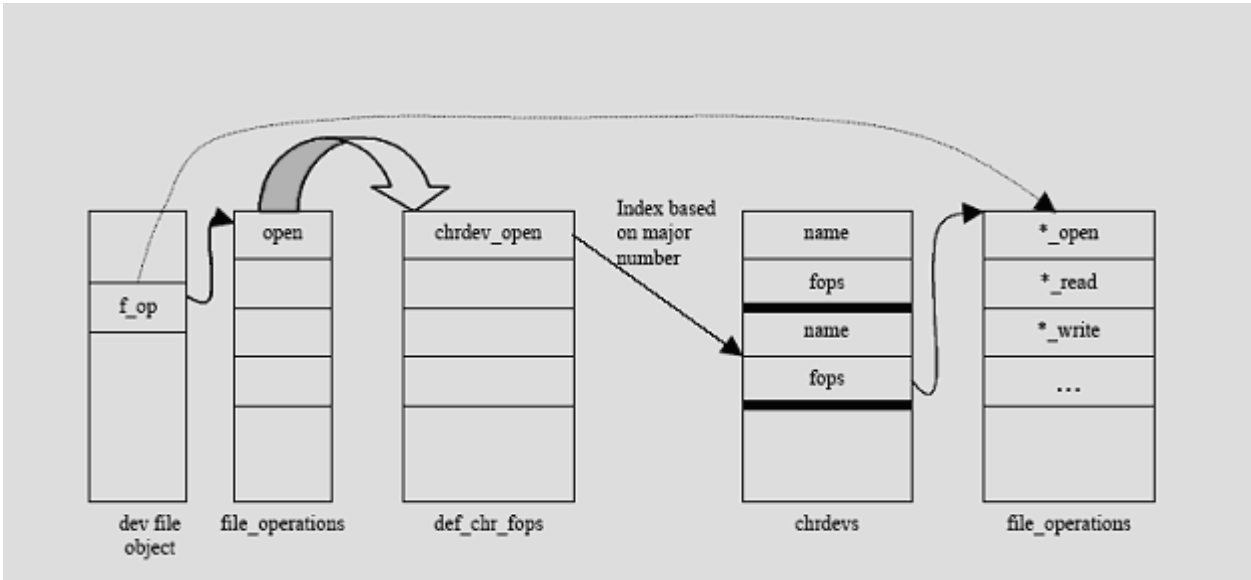 Index based
on major
number
open
chrdev_open
name
*_open
fops
*_read
f_op
name
*_write
fops
...
dev file
object
file_operations
def_chr_fops
chrdevs
file_operations